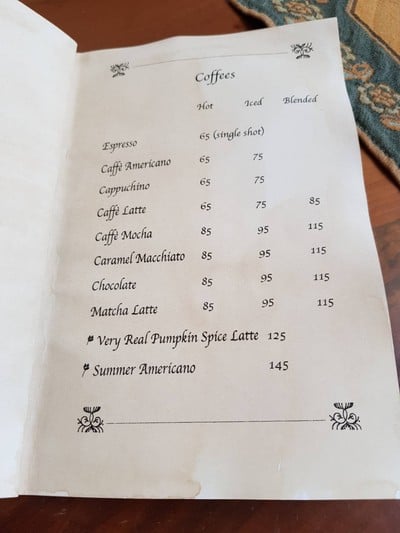 Coffees
Hot Iced Blended
Espresso 65 (single shot)
Caffè Americano 65 75
Cappuchino 65 75
Caffè Latte 65 75 85
Caffè Mocha 85 95 115
Caramel Macchiato 85 95 115
Chocolate 85 95 115
Matcha Latte 85 95 115
Very Real Pumpkin Spice Latte 125
Summer Americano 145